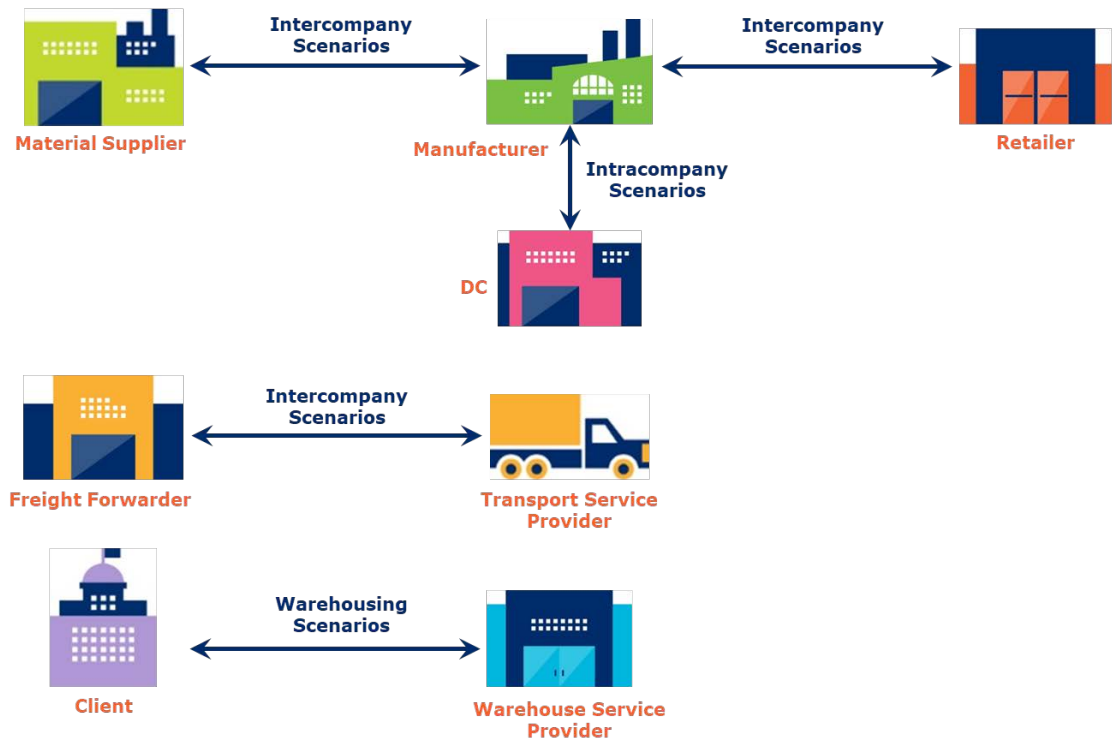 Intercompany
Scenarios
Intercompany
Scenarios
Material Supplier
Manufacturer
Retailer
Intracompany
Scenarios
DC
Intercompany
Scenarios
Freight Forwarder
Transport Service
Provider
Warehousing
Scenarios
Client
Warehouse Service
Provider